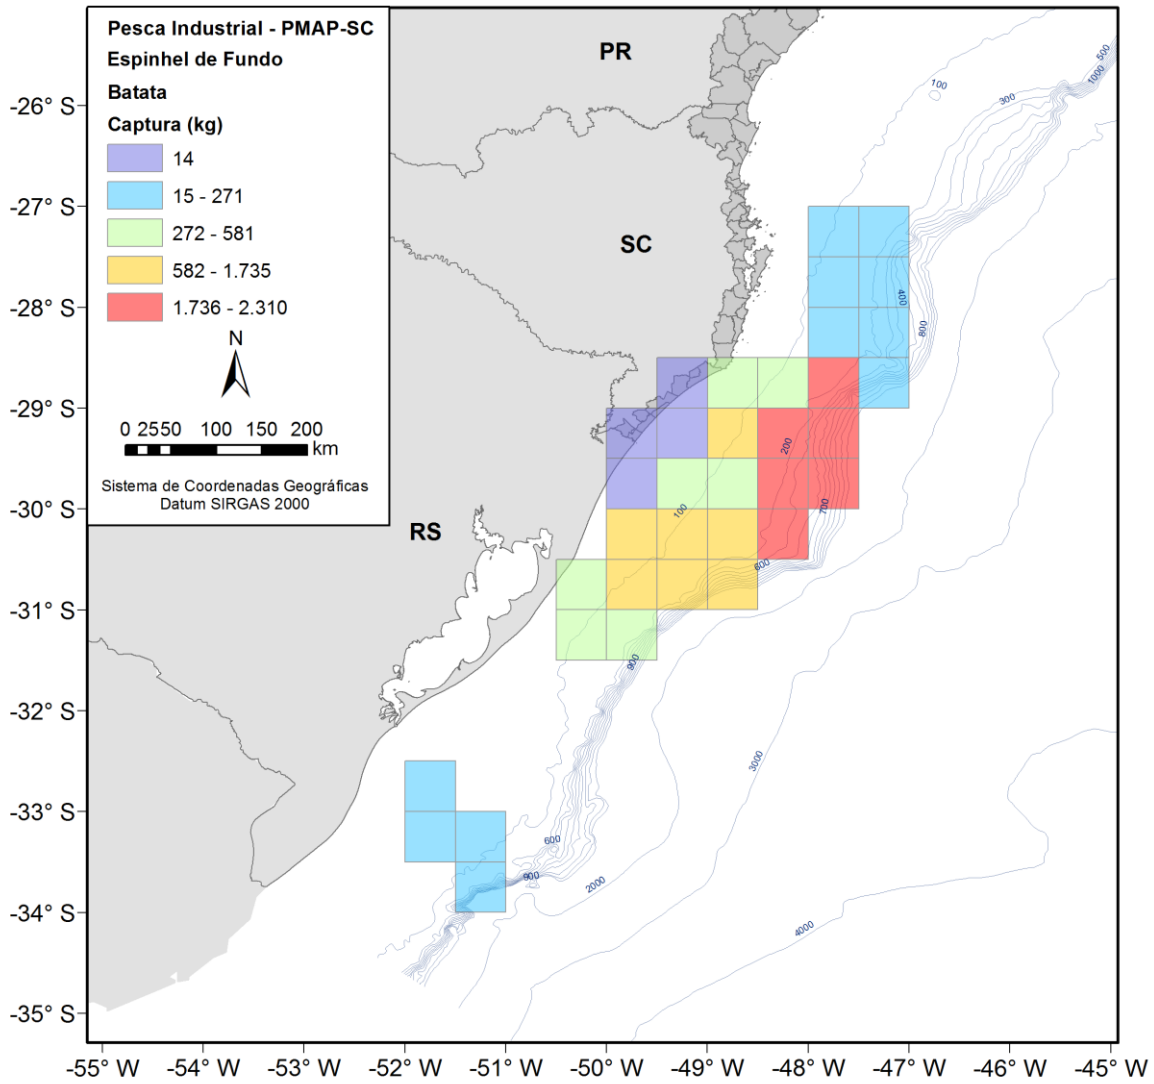 Pesca Industrial - PMAP-SC
Espinhel de Fundo
Batata
Captura (kg)
14
15 - 271
272 - 581
582 - 1.735
1.736 - 2.310
N
0 25 50 100 150 200
km
Sistema de Coordenadas Geográficas
Datum SIRGAS 2000
PR
SC
RS
100
300
500
1000
400
800
200
100
700
600
900
3000
600
900
2000
4000
-26° S
-27° S
-28° S
-29° S
-30° S
-31° S
-32° S
-33° S
-34° S
-35° S
-55° W -54° W -53° W -52° W -51° W -50° W -49° W -48° W -47° W -46° W -45° W